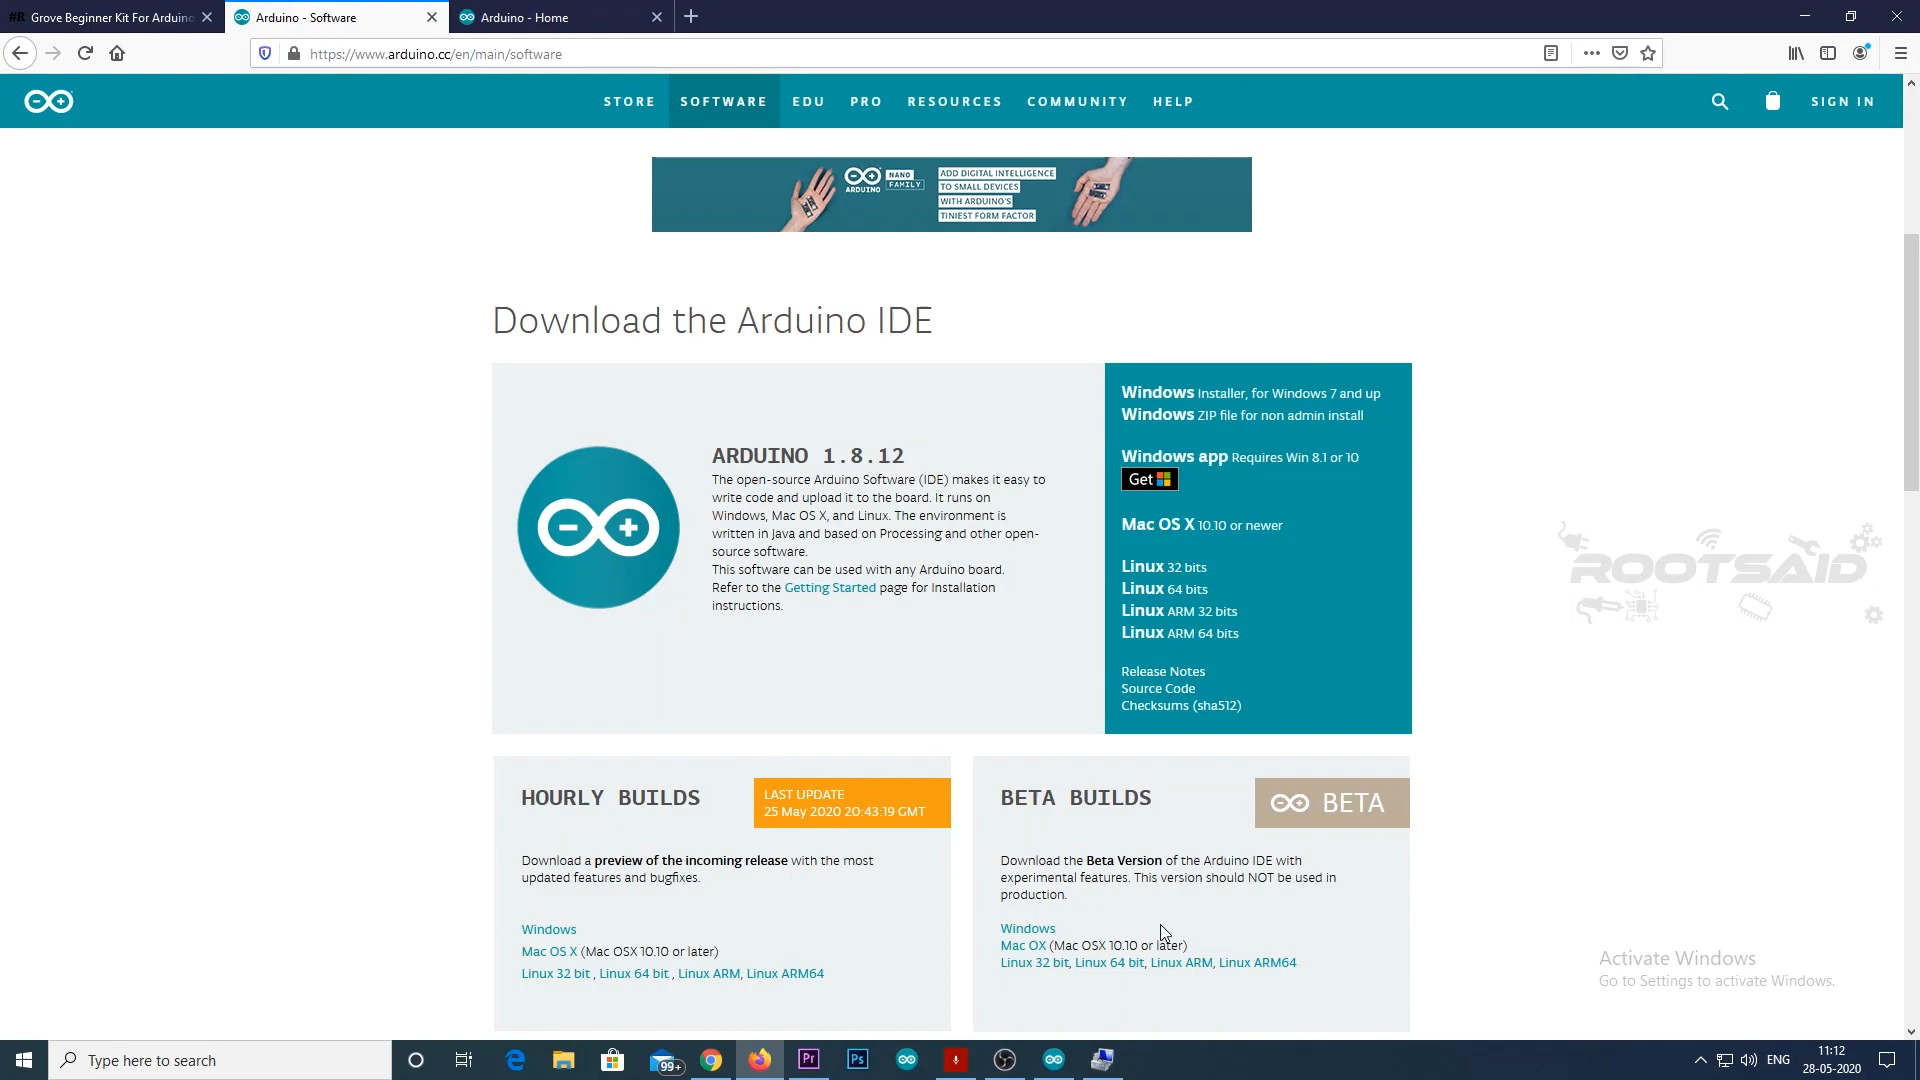 #R Grove Beginner Kit For Arduino
Arduino - Software
Arduino - Home
https://www.arduino.cc/en/main/software
STORE SOFTWARE EDU PRO RESOURCES COMMUNITY HELP
SIGN IN
ARDUINO
NANO
FAMILY
ADD DIGITAL INTELLIGENCE
TO SMALL DEVICES
WITH ARDUINO'S
TINIEST FORM FACTOR
Download the Arduino IDE
ARDUINO 1.8.12
The open-source Arduino Software (IDE) makes it easy to
write code and upload it to the board. It runs on
Windows, Mac OS X, and Linux. The environment is
written in Java and based on Processing and other open-
source software.
This software can be used with any Arduino board.
Refer to the Getting Started page for Installation
instructions.
Windows Installer, for Windows 7 and up
Windows ZIP file for non admin install
Windows app Requires Win 8.1 or 10
Get
Mac OS X 10.10 or newer
Linux 32 bits
Linux 64 bits
Linux ARM 32 bits
Linux ARM 64 bits
Release Notes
Source Code
Checksums (sha512)
ROOTSAID
HOURLY BUILDS
LAST UPDATE
25 May 2020 20:43:19 GMT
Download a preview of the incoming release with the most
updated features and bugfixes.
Windows
Mac OS X (Mac OSX 10.10 or later)
Linux 32 bit , Linux 64 bit , Linux ARM, Linux ARM64
BETA BUILDS
BETA
Download the Beta Version of the Arduino IDE with
experimental features. This version should NOT be used in
production.
Windows
Mac OX (Mac OSX 10.10 or later)
Linux 32 bit, Linux 64 bit, Linux ARM, Linux ARM64
Activate Windows
Go to Settings to activate Windows.
Type here to search
99+
Pr
Ps
ENG
11:12
28-05-2020